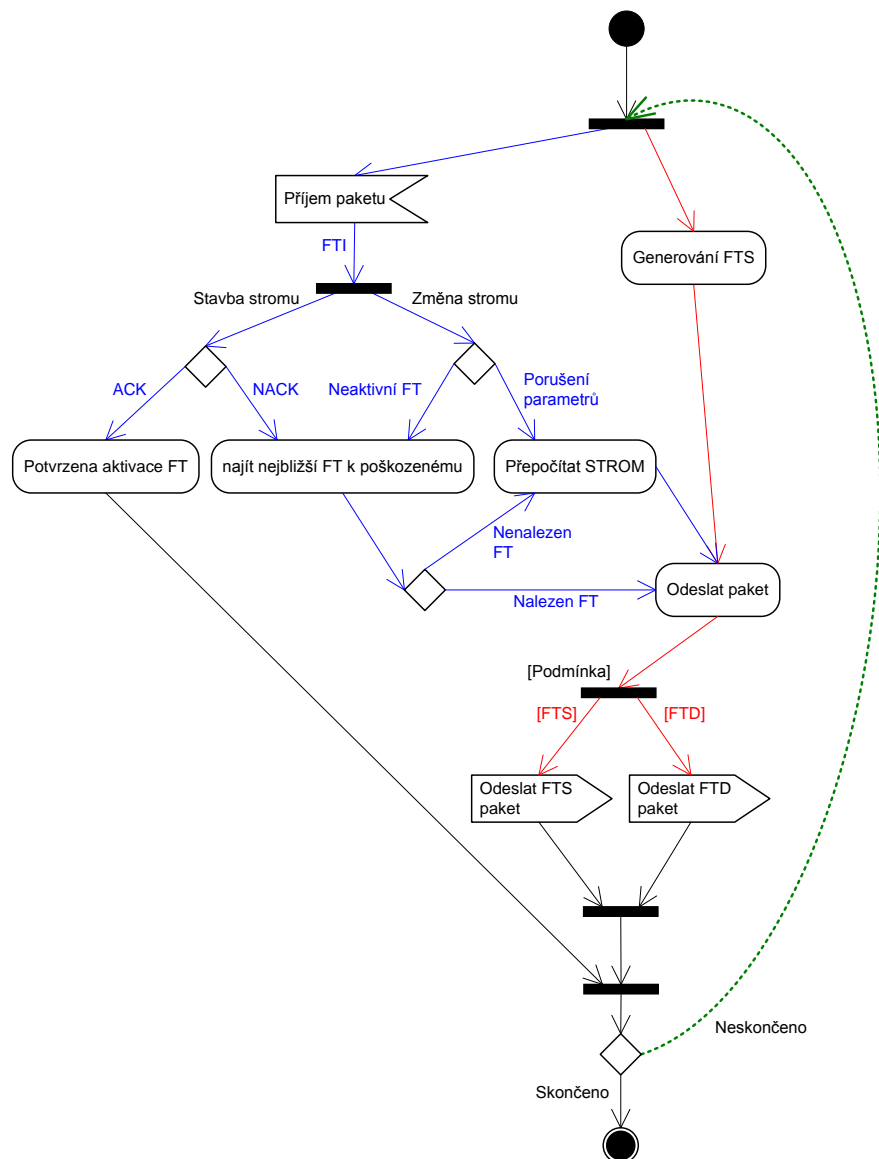 Příjem paketu
FTI
Generování FTS
Stavba stromu
Změna stromu
ACK
NACK
Neaktivní FT
Porušení
parametrů
Potvrzena aktivace FT
najít nejbližší FT k poškozenému
Přepočítat STROM
Nenalezen
FT
Nalezen FT
Odeslat paket
[Podmínka]
[FTS]
[FTD]
Odeslat FTS
paket
Odeslat FTD
paket
Neskončeno
Skončeno